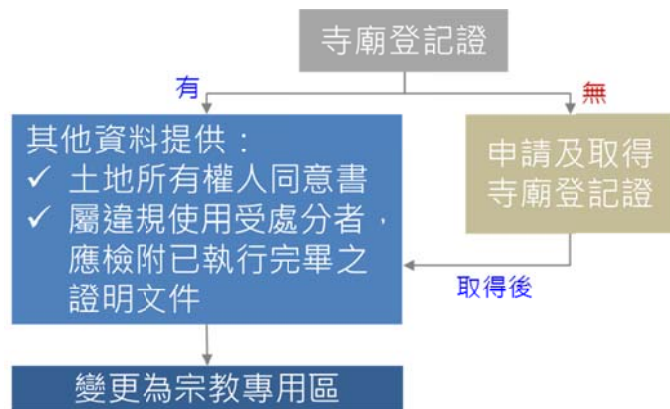 寺廟登記證
有
無
其他資料提供：
✓ 土地所有權人同意書
✓ 屬違規使用受處分者，
應檢附已執行完畢之
證明文件
申請及取得
寺廟登記證
取得後
變更為宗教專用區